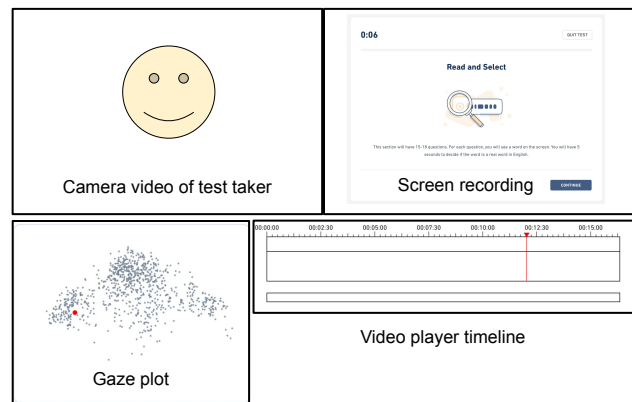 Camera video of test taker
0:06
QUIT TEST
Read and Select
This section will have 15-18 questions. For each question, you will see a word on the screen. You will have 5
seconds to decide if the word is a real word in English.
Screen recording
CONTINUE
Gaze plot
00:00:00 00:02:30 00:05:00 00:07:30 00:10:00 00:12:30 00:15:00
Video player timeline